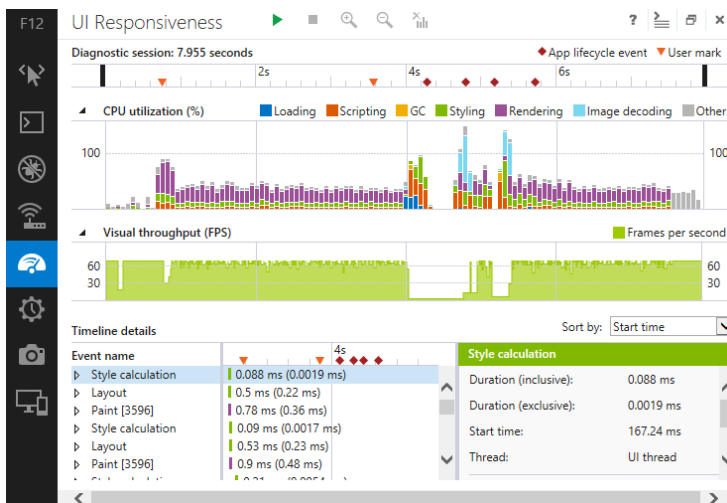 F12 UI Responsiveness ?
Diagnostic session: 7.955 seconds App lifecycle event User mark
2s 4s 6s
CPU utilization (%) Loading Scripting GC Styling Rendering Image decoding Other
100 100
Visual throughput (FPS) Frames per second
60 60
30 30
Timeline details Sort by: Start time
Event name 4s Style calculation
Style calculation 0.088 ms (0.0019 ms)
Duration (inclusive): 0.088 ms
Layout 0.5 ms (0.22 ms)
Duration (exclusive): 0.0019 ms
Paint [3596] 0.78 ms (0.36 ms)
Style calculation 0.09 ms (0.0017 ms)
Start time: 167.24 ms
Layout 0.53 ms (0.23 ms)
Thread: UI thread
Paint [3596] 0.9 ms (0.48 ms)